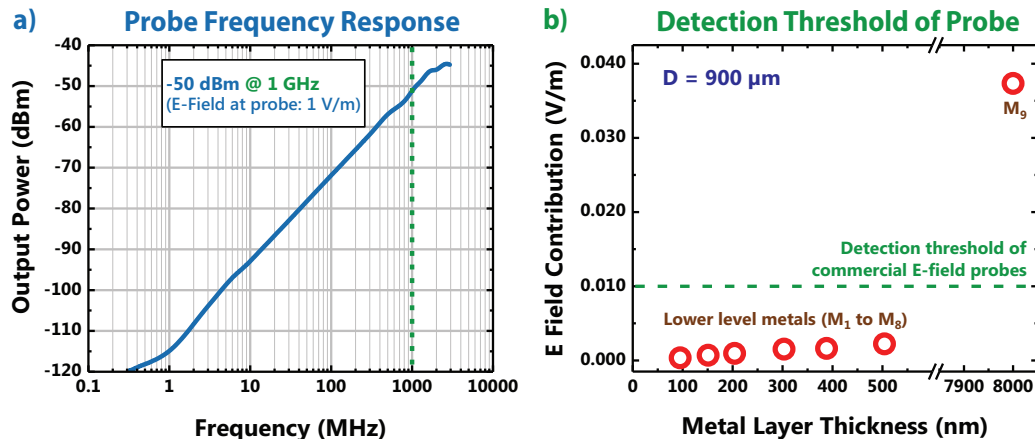 a) Probe Frequency Response
-40
-50
-60
-70
-80
-90
-100
-110
-120
Output Power (dBm)
-50 dBm @ 1 GHz
(E-Field at probe: 1 V/m)
0.1 1 10 100 1000 10000
Frequency (MHz)
b) Detection Threshold of Probe
0.040
0.030
0.020
0.010
0.000
E Field Contribution (V/m)
D = 900 µm
M₉
Detection threshold of
commercial E-field probes
Lower level metals (M₁ to M₈)
0 100 200 300 400 500 7900 8000
Metal Layer Thickness (nm)